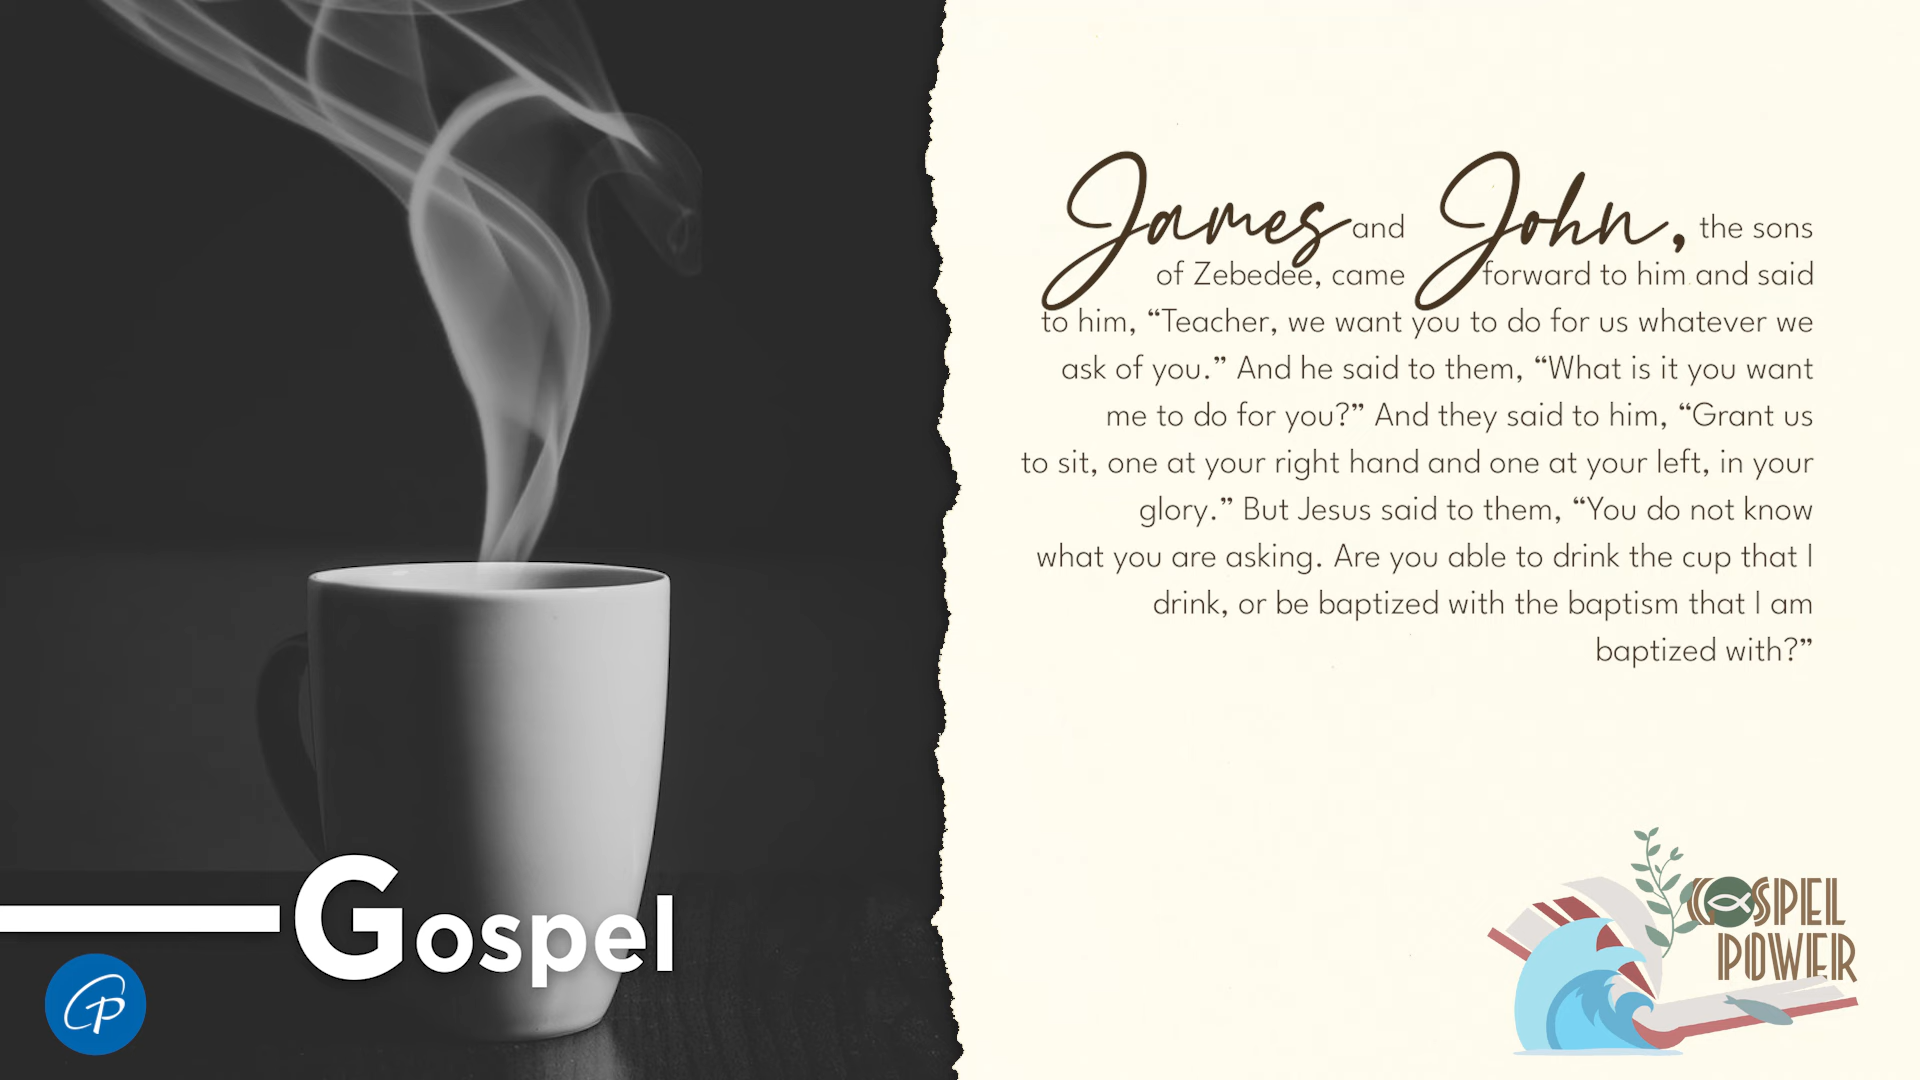 James and John, the sons
of Zebedee, came forward to him and said
to him, “Teacher, we want you to do for us whatever we
ask of you.” And he said to them, “What is it you want
me to do for you?” And they said to him, “Grant us
to sit, one at your right hand and one at your left, in your
glory.” But Jesus said to them, “You do not know
what you are asking. Are you able to drink the cup that I
drink, or be baptized with the baptism that I am
baptized with?”
Gospel
GP
GOSPEL
POWER